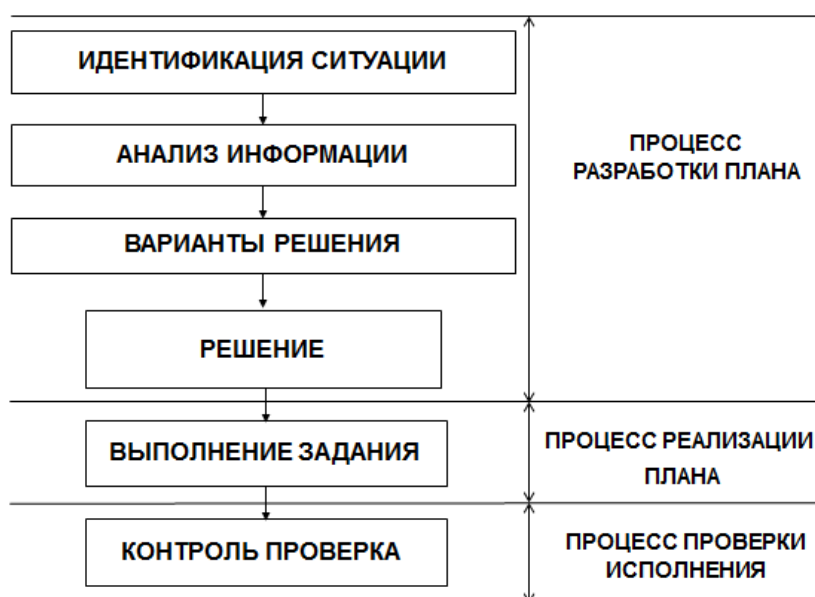 ИДЕНТИФИКАЦИЯ СИТУАЦИИ
АНАЛИЗ ИНФОРМАЦИИ
ВАРИАНТЫ РЕШЕНИЯ
РЕШЕНИЕ
ПРОЦЕСС
РАЗРАБОТКИ ПЛАНА
ВЫПОЛНЕНИЕ ЗАДАНИЯ
ПРОЦЕСС РЕАЛИЗАЦИИ
ПЛАНА
КОНТРОЛЬ ПРОВЕРКА
ПРОЦЕСС ПРОВЕРКИ
ИСПОЛНЕНИЯ